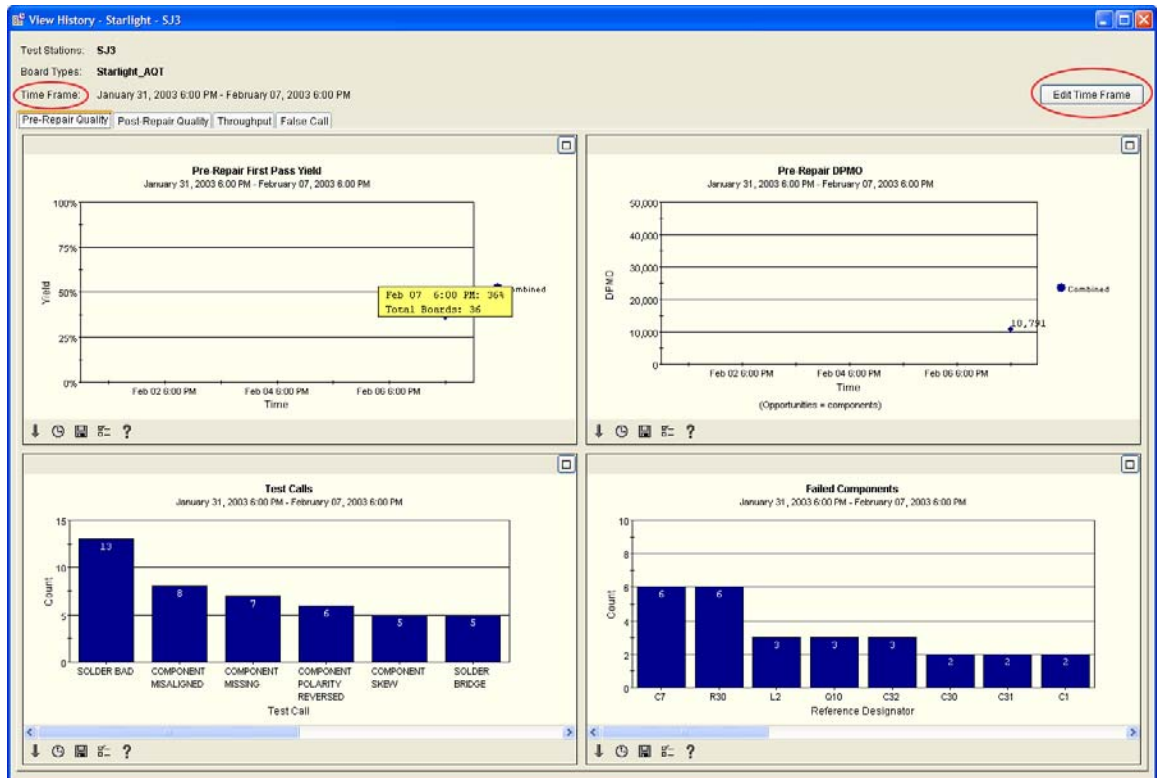 View History - Starlight - SJ3
Test Stations: SJ3
Board Types: Starlight_AOT
Time Frame: January 31, 2003 6:00 PM - February 07, 2003 6:00 PM
Edit Time Frame
Pre-Repair Quality Post-Repair Quality Throughput False Call
Pre-Repair First Pass Yield
January 31, 2003 6:00 PM - February 07, 2003 6:00 PM
100%
75%
50%
25%
0%
Yield
Feb 07 6:00 PM: 36%
Total Boards: 36
Feb 02 6:00 PM Feb 04 6:00 PM Feb 06 6:00 PM
Time
Pre-Repair DPMO
January 31, 2003 6:00 PM - February 07, 2003 6:00 PM
50,000
40,000
30,000
20,000
10,000
0
DPMO
Combined
10,791
Feb 02 6:00 PM Feb 04 6:00 PM Feb 06 6:00 PM
Time
(Opportunities = components)
?
?
Test Calls
January 31, 2003 6:00 PM - February 07, 2003 6:00 PM
15
10
5
0
Count
13
8
7
6
5
5
SOLDER BAD
COMPONENT MISALIGNED
COMPONENT MISSING
COMPONENT POLARITY REVERSED
COMPONENT SKEW
SOLDER BRIDGE
Test Call
Failed Components
January 31, 2003 6:00 PM - February 07, 2003 6:00 PM
10
8
6
4
2
0
Count
6 6 3 3 3 2 2 2
C7 R30 L2 Q10 C32 C30 C31 C1
Reference Designator
?
?